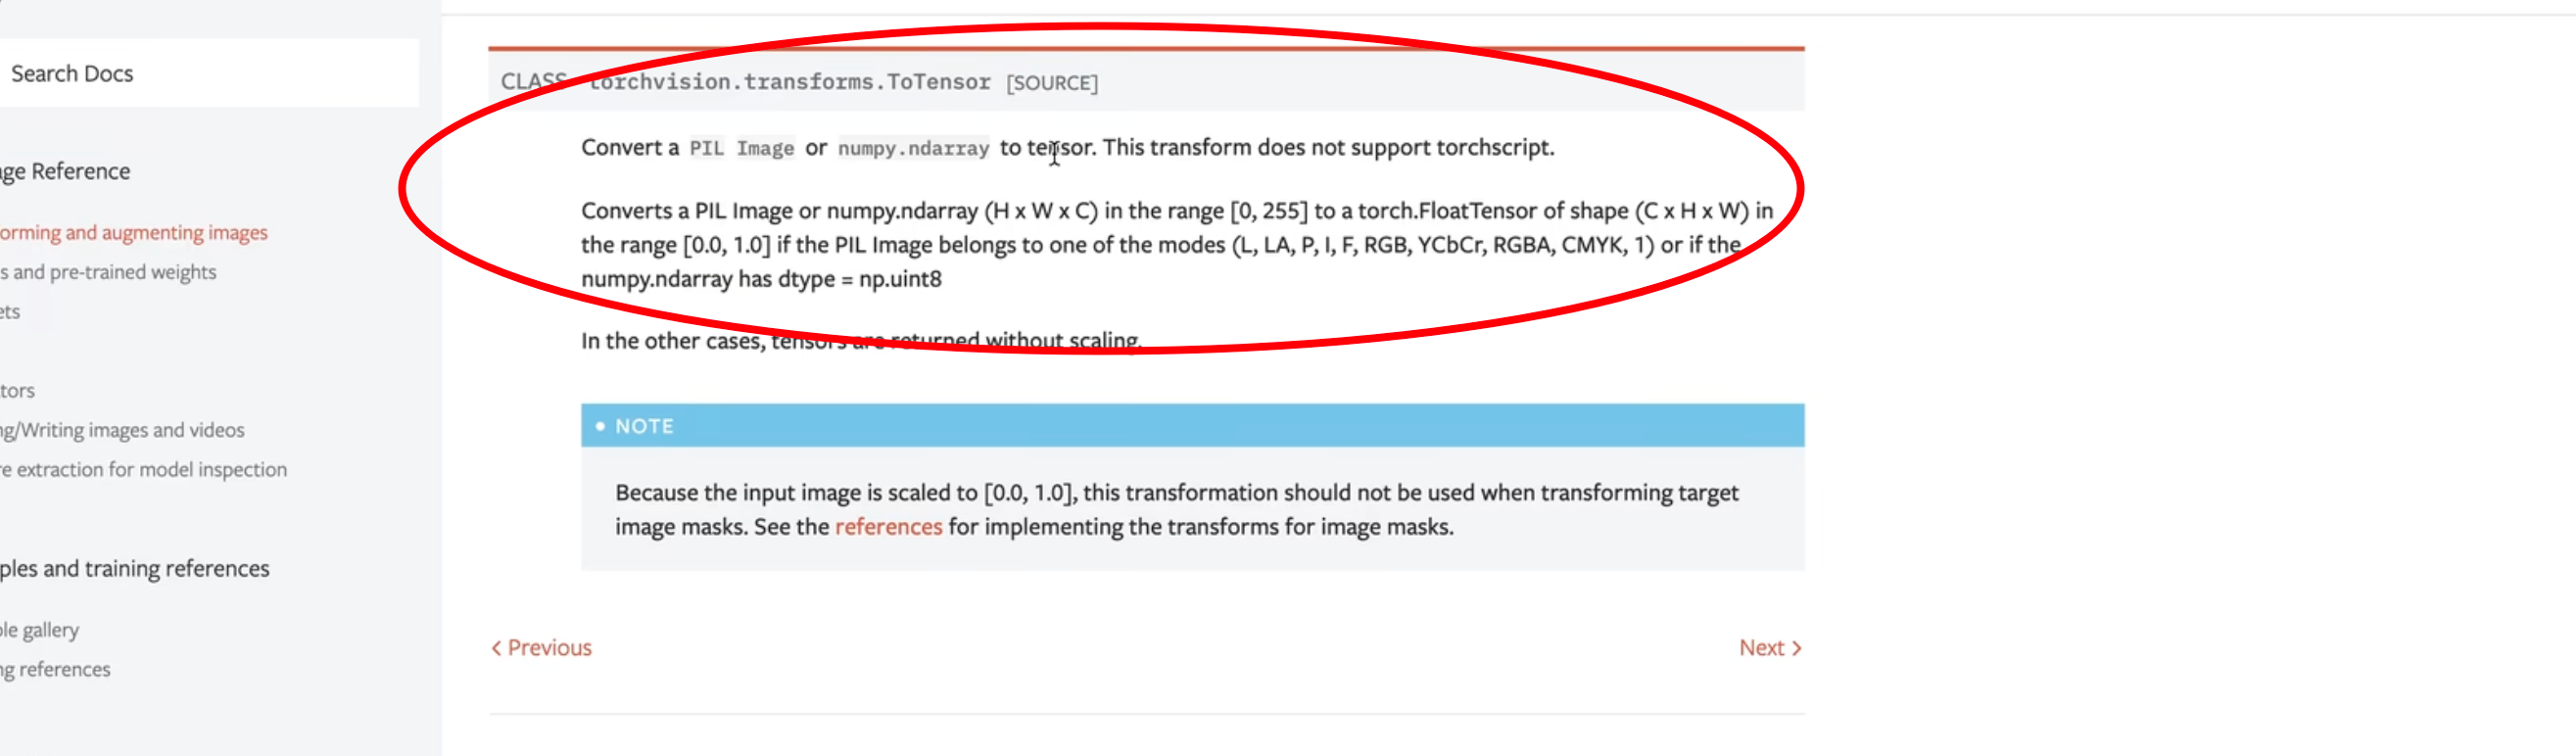 Search Docs
ge Reference
orming and augmenting images
s and pre-trained weights
ets
tors
ng/Writing images and videos
re extraction for model inspection
ples and training references
le gallery
ng references
CLASS torchvision.transforms.ToTensor [SOURCE]
Convert a PIL Image or numpy.ndarray to tensor. This transform does not support torchscript.
Converts a PIL Image or numpy.ndarray (H x W x C) in the range [0, 255] to a torch.FloatTensor of shape (C x H x W) in
the range [0.0, 1.0] if the PIL Image belongs to one of the modes (L, LA, P, I, F, RGB, YCbCr, RGBA, CMYK, 1) or if the
numpy.ndarray has dtype = np.uint8
In the other cases, tensors are returned without scaling.
NOTE
Because the input image is scaled to [0.0, 1.0], this transformation should not be used when transforming target
image masks. See the references for implementing the transforms for image masks.
< Previous
Next >